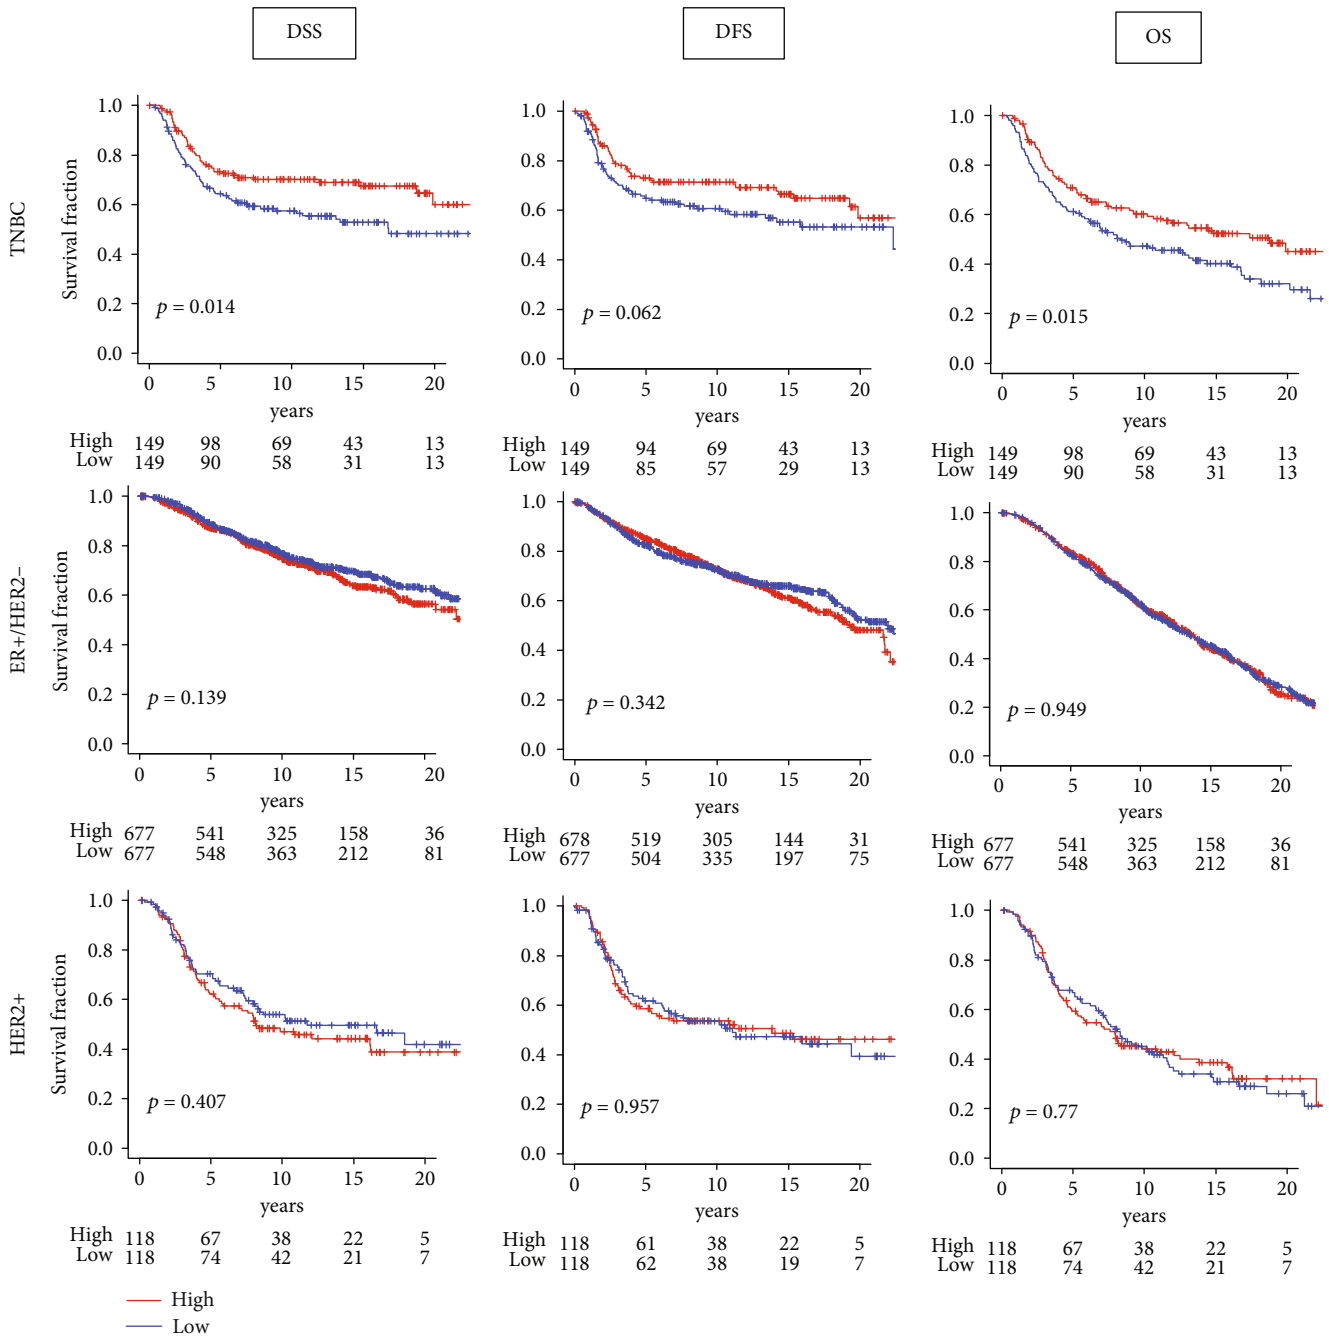 DSS
DFS
OS
TNBC
Survival fraction
1.0
0.8
0.6
0.4
0.2
0.0
p = 0.014
0 5 10 15 20
years
High 149 98 69 43 13
Low 149 90 58 31 13
1.0
0.8
0.6
0.4
0.2
0.0
p = 0.062
0 5 10 15 20
years
High 149 94 69 43 13
Low 149 85 57 29 13
1.0
0.8
0.6
0.4
0.2
0.0
p = 0.015
0 5 10 15 20
years
High 149 98 69 43 13
Low 149 90 58 31 13
ER+/HER2−
Survival fraction
1.0
0.8
0.6
0.4
0.2
0.0
p = 0.139
0 5 10 15 20
years
High 677 541 325 158 36
Low 677 548 363 212 81
1.0
0.8
0.6
0.4
0.2
0.0
p = 0.342
0 5 10 15 20
years
High 678 519 305 144 31
Low 677 504 335 197 75
1.0
0.8
0.6
0.4
0.2
0.0
p = 0.949
0 5 10 15 20
years
High 677 541 325 158 36
Low 677 548 363 212 81
HER2+
Survival fraction
1.0
0.8
0.6
0.4
0.2
0.0
p = 0.407
0 5 10 15 20
years
High 118 67 38 22 5
Low 118 74 42 21 7
1.0
0.8
0.6
0.4
0.2
0.0
p = 0.957
0 5 10 15 20
years
High 118 61 38 22 5
Low 118 62 38 19 7
1.0
0.8
0.6
0.4
0.2
0.0
p = 0.77
0 5 10 15 20
years
High 118 67 38 22 5
Low 118 74 42 21 7
High
Low